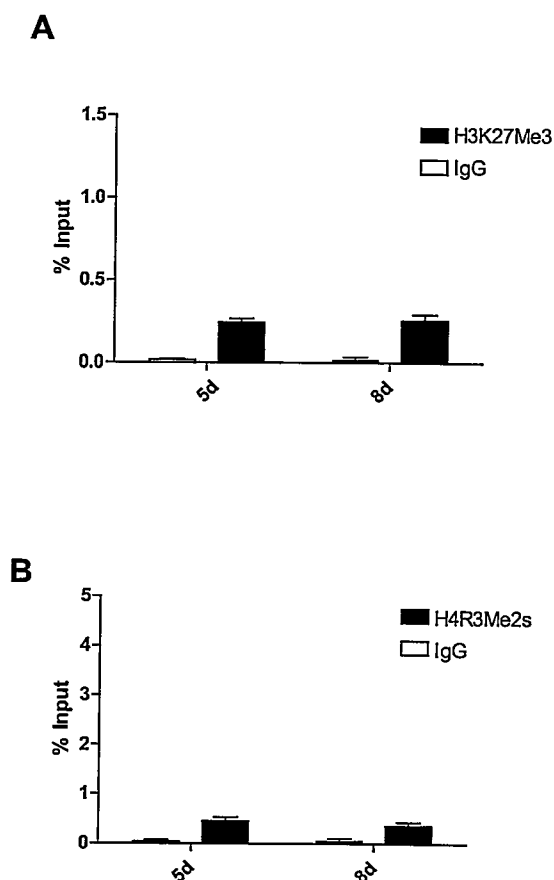 A
1.5
1.0
0.5
0.0
% Input
H3K27Me3
IgG
5d
8d
B
5
4
3
2
1
0
% Input
H4R3Me2s
IgG
5d
8d